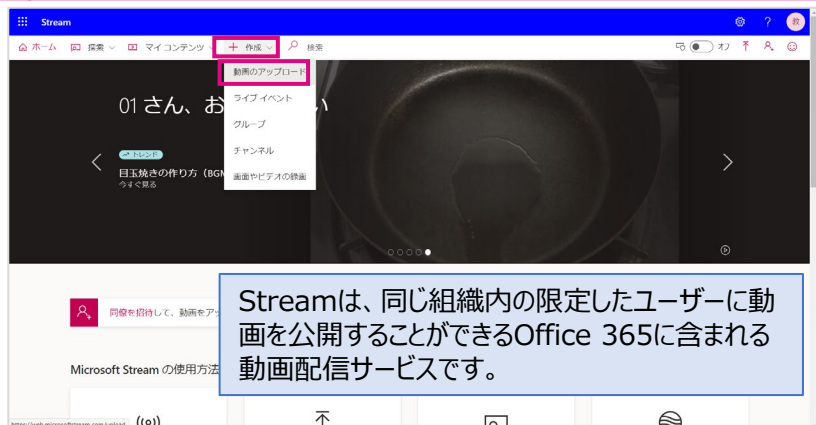 Stream
?
教
ホーム 探索 マイ コンテンツ 作成 検索 オフ
動画のアップロード
01 さん、お
い
ライブ イベント
グループ
トレンド
チャンネル
目玉焼きの作り方（BGM
画面やビデオの録画
今すぐ見る
同僚を招待して、動画をアッ
Streamは、同じ組織内の限定したユーザーに動
画を公開することができるOffice 365に含まれる
動画配信サービスです。
Microsoft Stream の使用方法
https://web.microsoftstream.com/upload